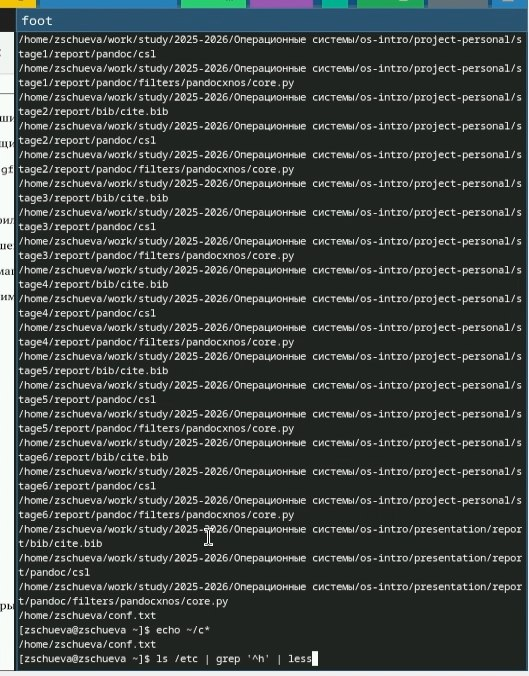 foot
/home/zschueva/work/study/2025-2026/Операционные системы/os-intro/project-personal/s
tage1/report/pandoc/csl
/home/zschueva/work/study/2025-2026/Операционные системы/os-intro/project-personal/s
tage1/report/pandoc/filters/pandocxnos/core.py
/home/zschueva/work/study/2025-2026/Операционные системы/os-intro/project-personal/s
tage2/report/bib/cite.bib
/home/zschueva/work/study/2025-2026/Операционные системы/os-intro/project-personal/s
tage2/report/pandoc/csl
/home/zschueva/work/study/2025-2026/Операционные системы/os-intro/project-personal/s
tage2/report/pandoc/filters/pandocxnos/core.py
/home/zschueva/work/study/2025-2026/Операционные системы/os-intro/project-personal/s
tage3/report/bib/cite.bib
/home/zschueva/work/study/2025-2026/Операционные системы/os-intro/project-personal/s
tage3/report/pandoc/csl
/home/zschueva/work/study/2025-2026/Операционные системы/os-intro/project-personal/s
tage3/report/pandoc/filters/pandocxnos/core.py
/home/zschueva/work/study/2025-2026/Операционные системы/os-intro/project-personal/s
tage4/report/bib/cite.bib
/home/zschueva/work/study/2025-2026/Операционные системы/os-intro/project-personal/s
tage4/report/pandoc/csl
/home/zschueva/work/study/2025-2026/Операционные системы/os-intro/project-personal/s
tage4/report/pandoc/filters/pandocxnos/core.py
/home/zschueva/work/study/2025-2026/Операционные системы/os-intro/project-personal/s
tage5/report/bib/cite.bib
/home/zschueva/work/study/2025-2026/Операционные системы/os-intro/project-personal/s
tage5/report/pandoc/csl
/home/zschueva/work/study/2025-2026/Операционные системы/os-intro/project-personal/s
tage5/report/pandoc/filters/pandocxnos/core.py
/home/zschueva/work/study/2025-2026/Операционные системы/os-intro/project-personal/s
tage6/report/bib/cite.bib
/home/zschueva/work/study/2025-2026/Операционные системы/os-intro/project-personal/s
tage6/report/pandoc/csl
/home/zschueva/work/study/2025-2026/Операционные системы/os-intro/project-personal/s
tage6/report/pandoc/filters/pandocxnos/core.py
/home/zschueva/work/study/2025-2026/Операционные системы/os-intro/presentation/repor
t/bib/cite.bib
/home/zschueva/work/study/2025-2026/Операционные системы/os-intro/presentation/repor
t/pandoc/csl
/home/zschueva/work/study/2025-2026/Операционные системы/os-intro/presentation/repor
t/pandoc/filters/pandocxnos/core.py
/home/zschueva/conf.txt
[zschueva@zschueva ~]$ echo ~/c*
/home/zschueva/conf.txt
[zschueva@zschueva ~]$ ls /etc | grep '^h' | less